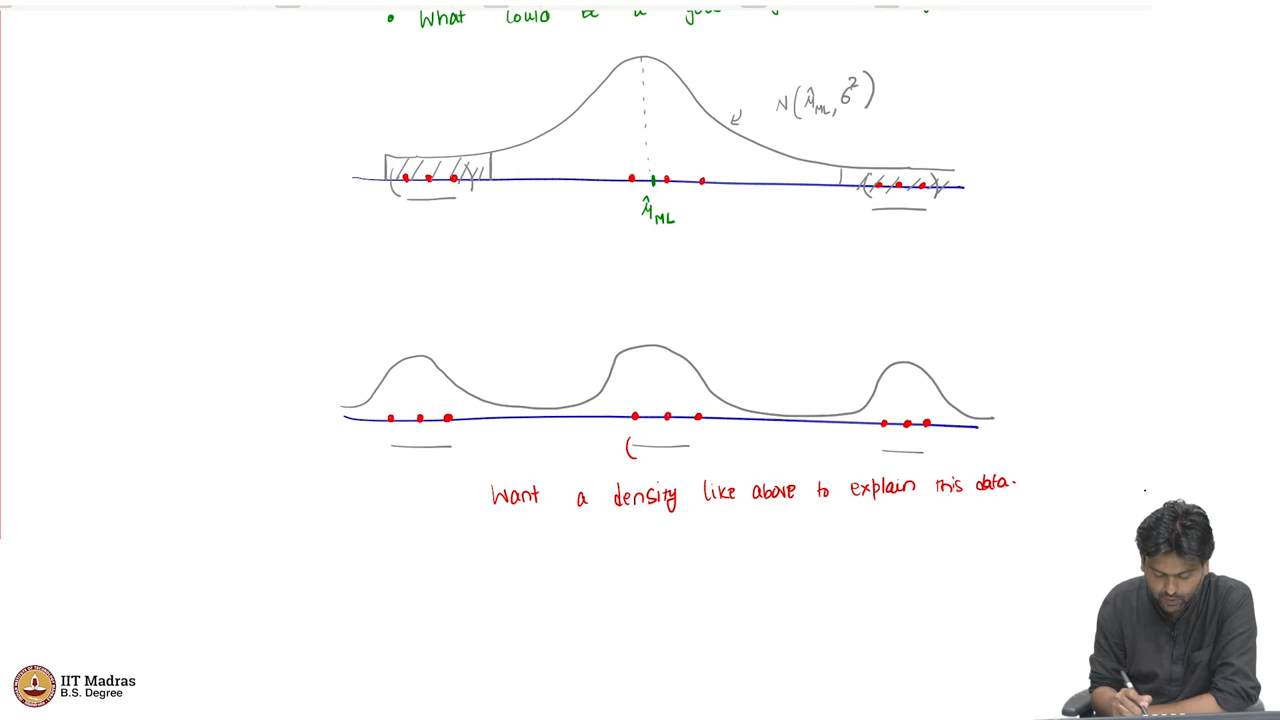 • What could be a
N(μ̂ML, σ²)
μ̂ML
Want a density like above to explain this data.
IIT Madras
B.S. Degree